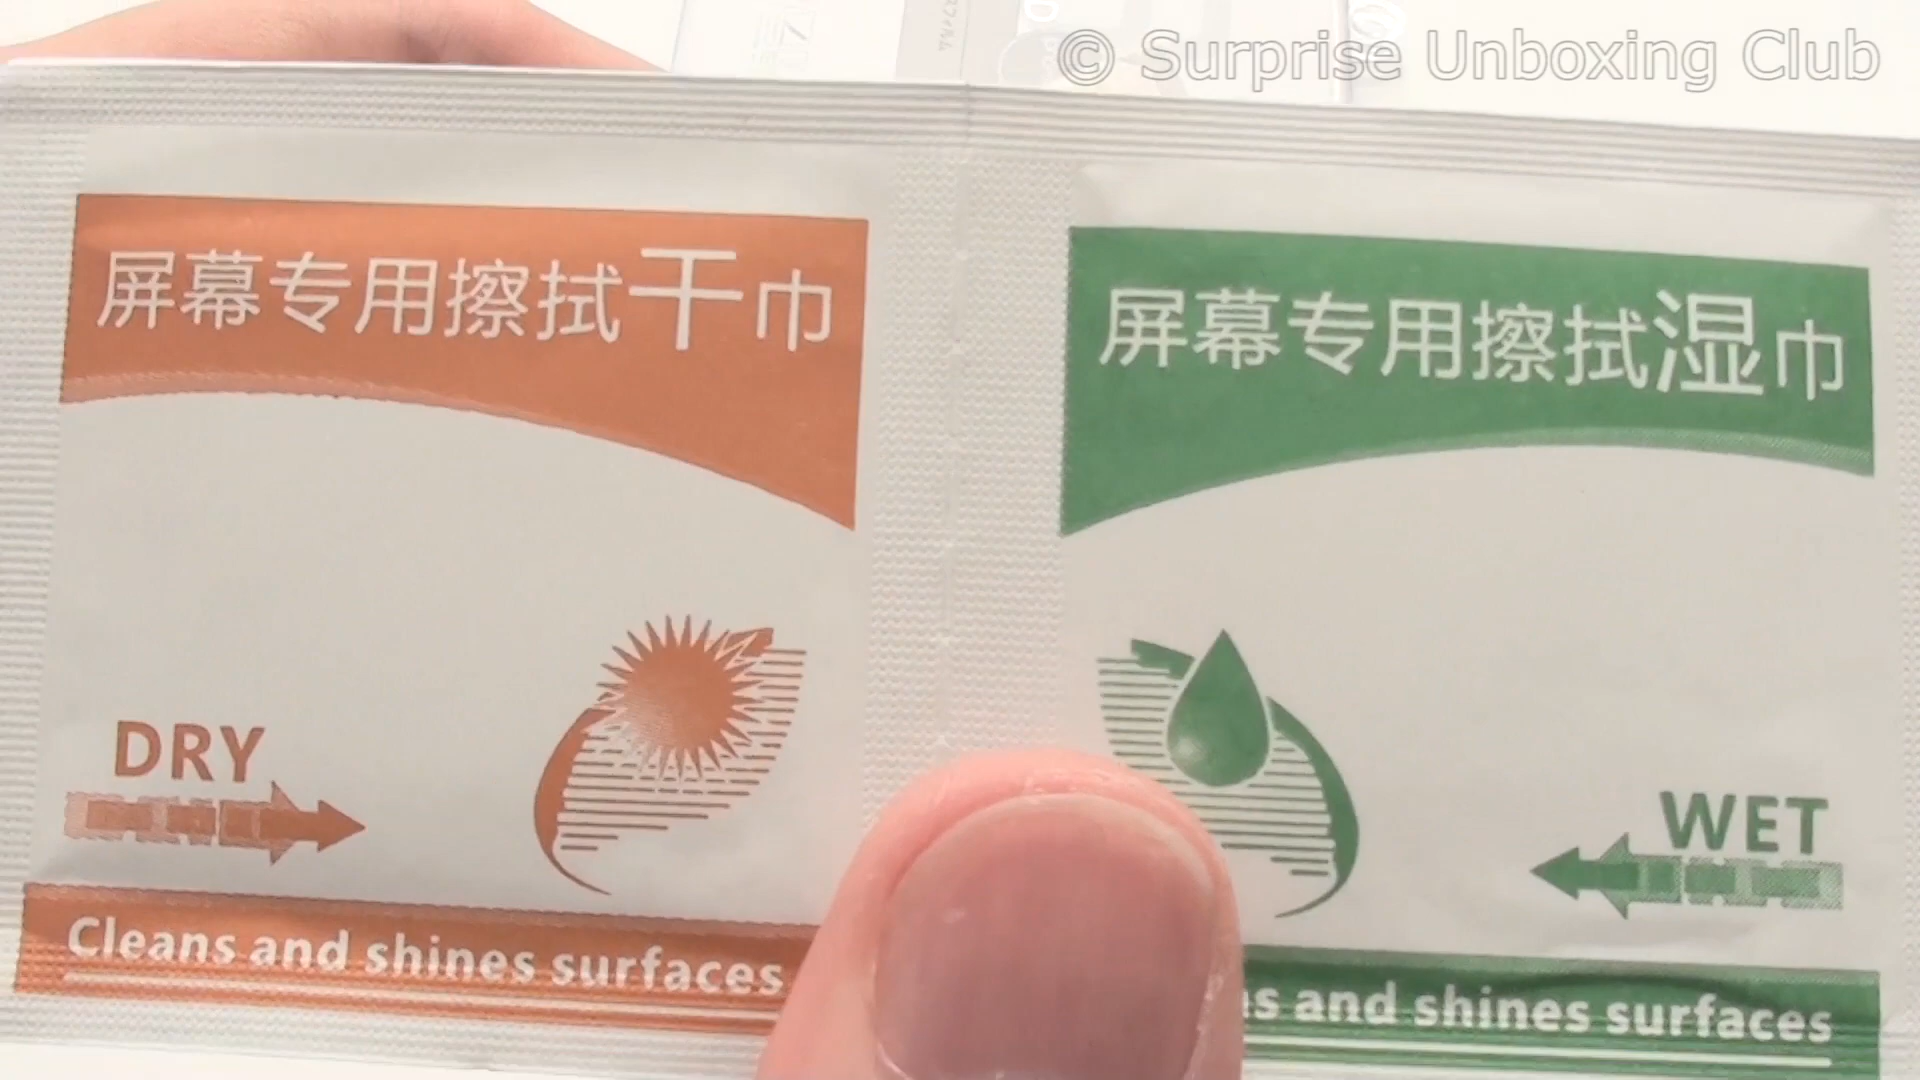 © Surprise Unboxing Club
屏幕专用擦拭干巾
屏幕专用擦拭湿巾
DRY
WET
Cleans and shines surfaces
and shines surfaces